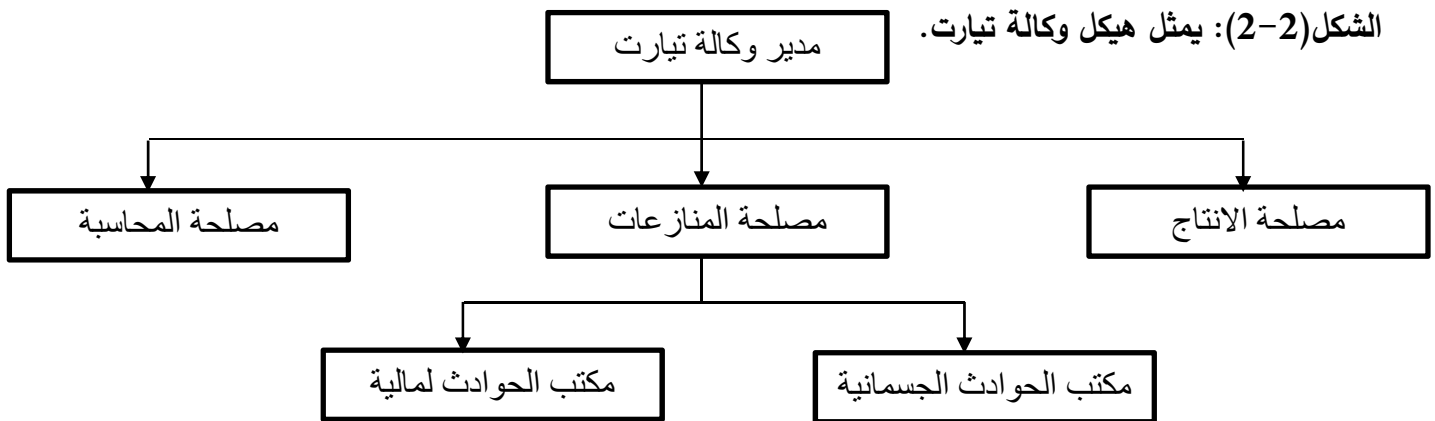 الشكل(2-2): يمثل هيكل وكالة تيارت.
مدير وكالة تيارت
مصلحة الانتاج
مصلحة المنازعات
مصلحة المحاسبة
مكتب الحوادث الجسمانية
مكتب الحوادث لمالية